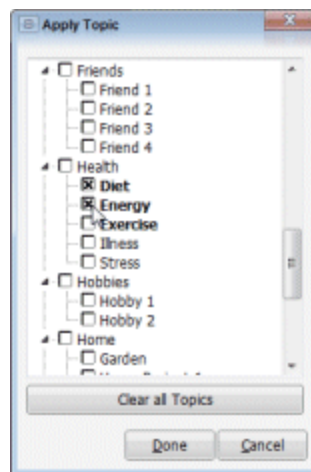 Apply Topic
Friends
Friend 1
Friend 2
Friend 3
Friend 4
Health
Diet
Energy
Exercise
Illness
Stress
Hobbies
Hobby 1
Hobby 2
Home
Garden
Clear all Topics
Done
Cancel